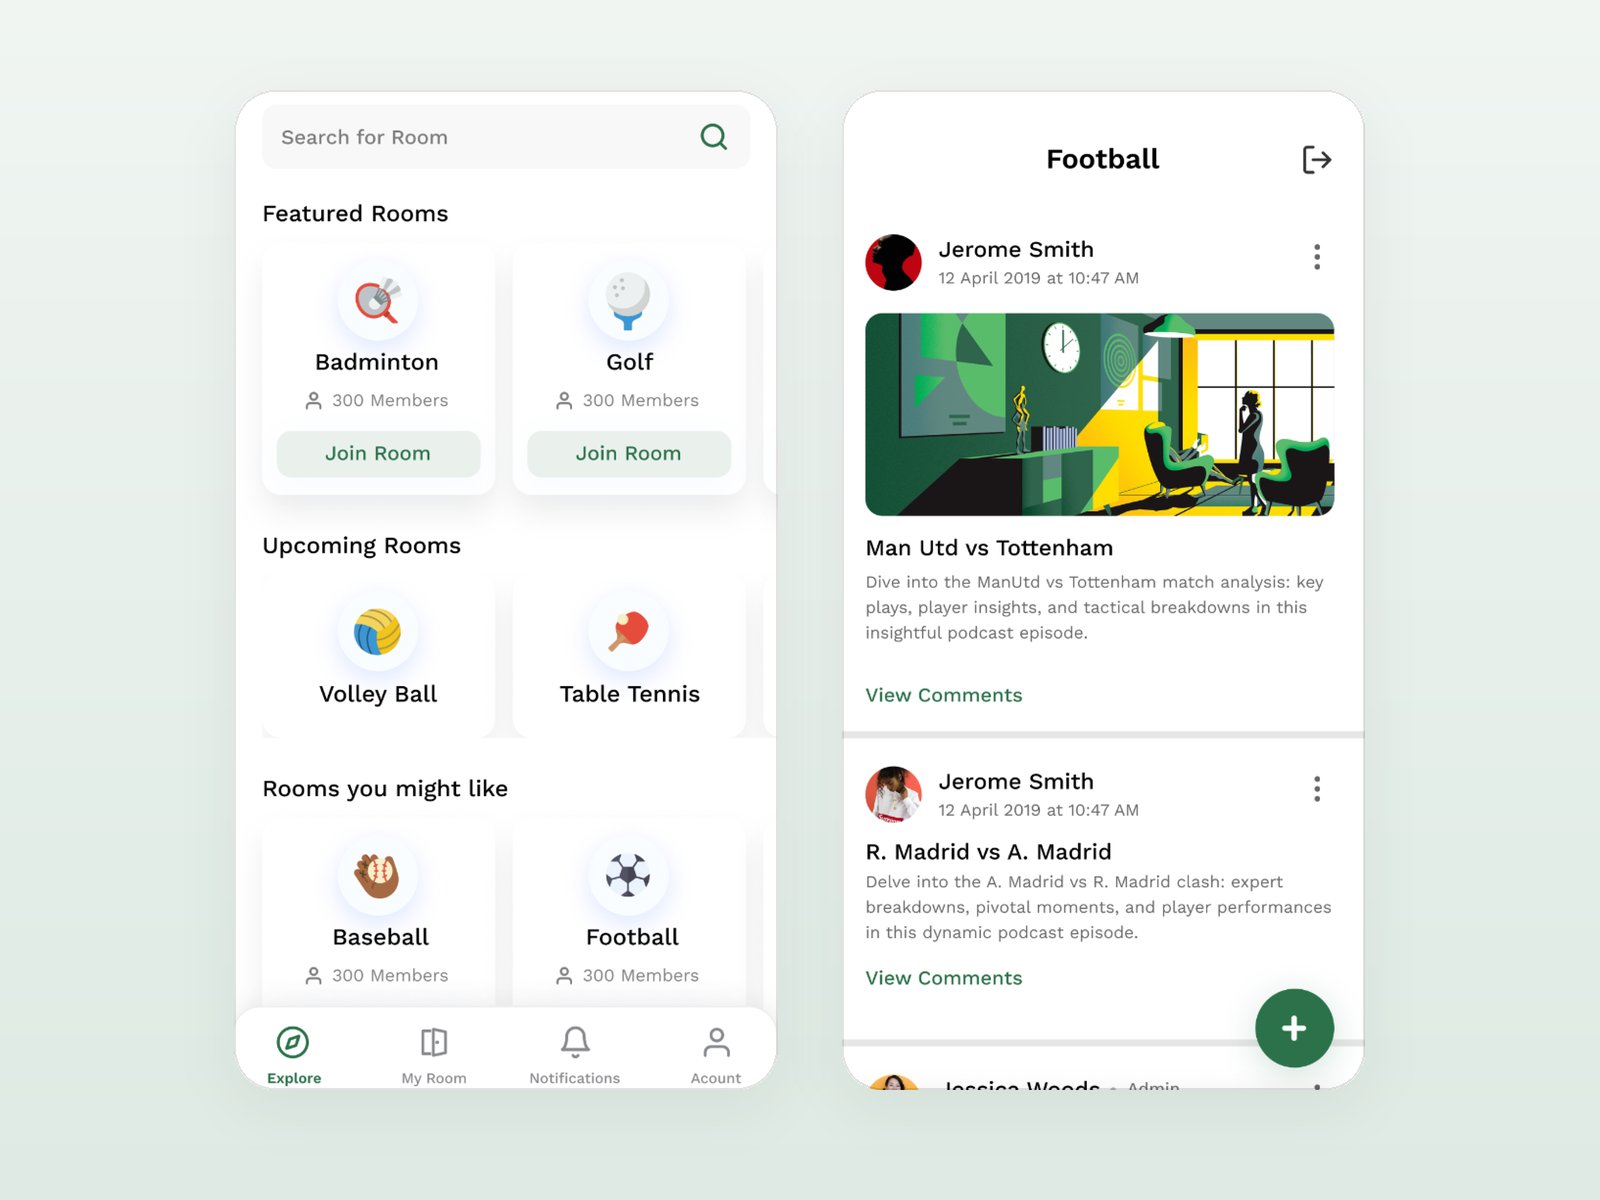 Search for Room
Featured Rooms
Badminton
300 Members
Join Room
Golf
300 Members
Join Room
Upcoming Rooms
Volley Ball
Table Tennis
Rooms you might like
Baseball
300 Members
Football
300 Members
Explore
My Room
Notifications
Acount
Football
Jerome Smith
12 April 2019 at 10:47 AM
Man Utd vs Tottenham
Dive into the ManUtd vs Tottenham match analysis: key
plays, player insights, and tactical breakdowns in this
insightful podcast episode.
View Comments
Jerome Smith
12 April 2019 at 10:47 AM
R. Madrid vs A. Madrid
Delve into the A. Madrid vs R. Madrid clash: expert
breakdowns, pivotal moments, and player performances
in this dynamic podcast episode.
View Comments
Jessica Woods • Admin